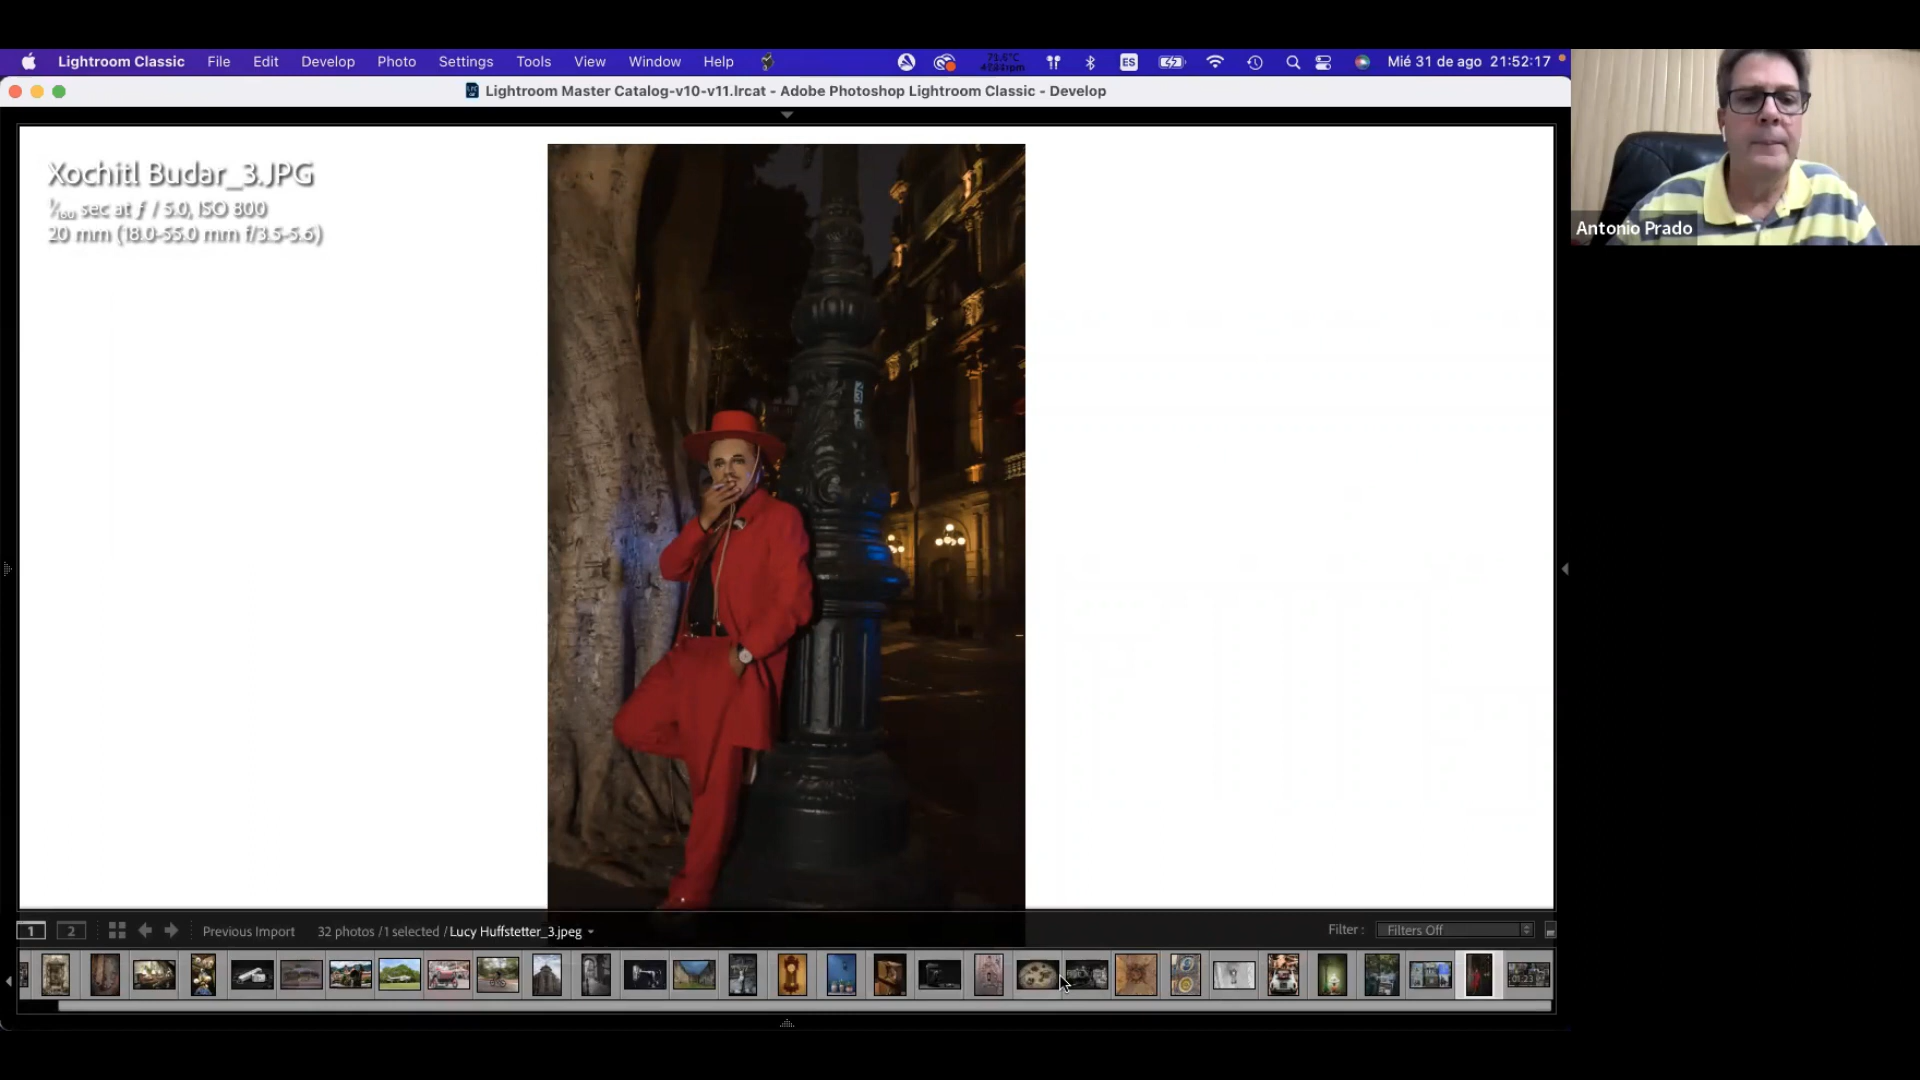 Lightroom Classic File Edit Develop Photo Settings Tools View Window Help ES Mié 31 de ago 21:52:17
Lightroom Master Catalog-v10-v11.lrcat - Adobe Photoshop Lightroom Classic - Develop
Xochitl Budar_3.JPG
1/160 sec at ƒ / 5.0, ISO 800
20 mm (18.0-55.0 mm f/3.5-5.6)
Antonio Prado
1 2 Previous Import 32 photos /1 selected / Lucy Huffstetter_3.jpeg Filter : Filters Off